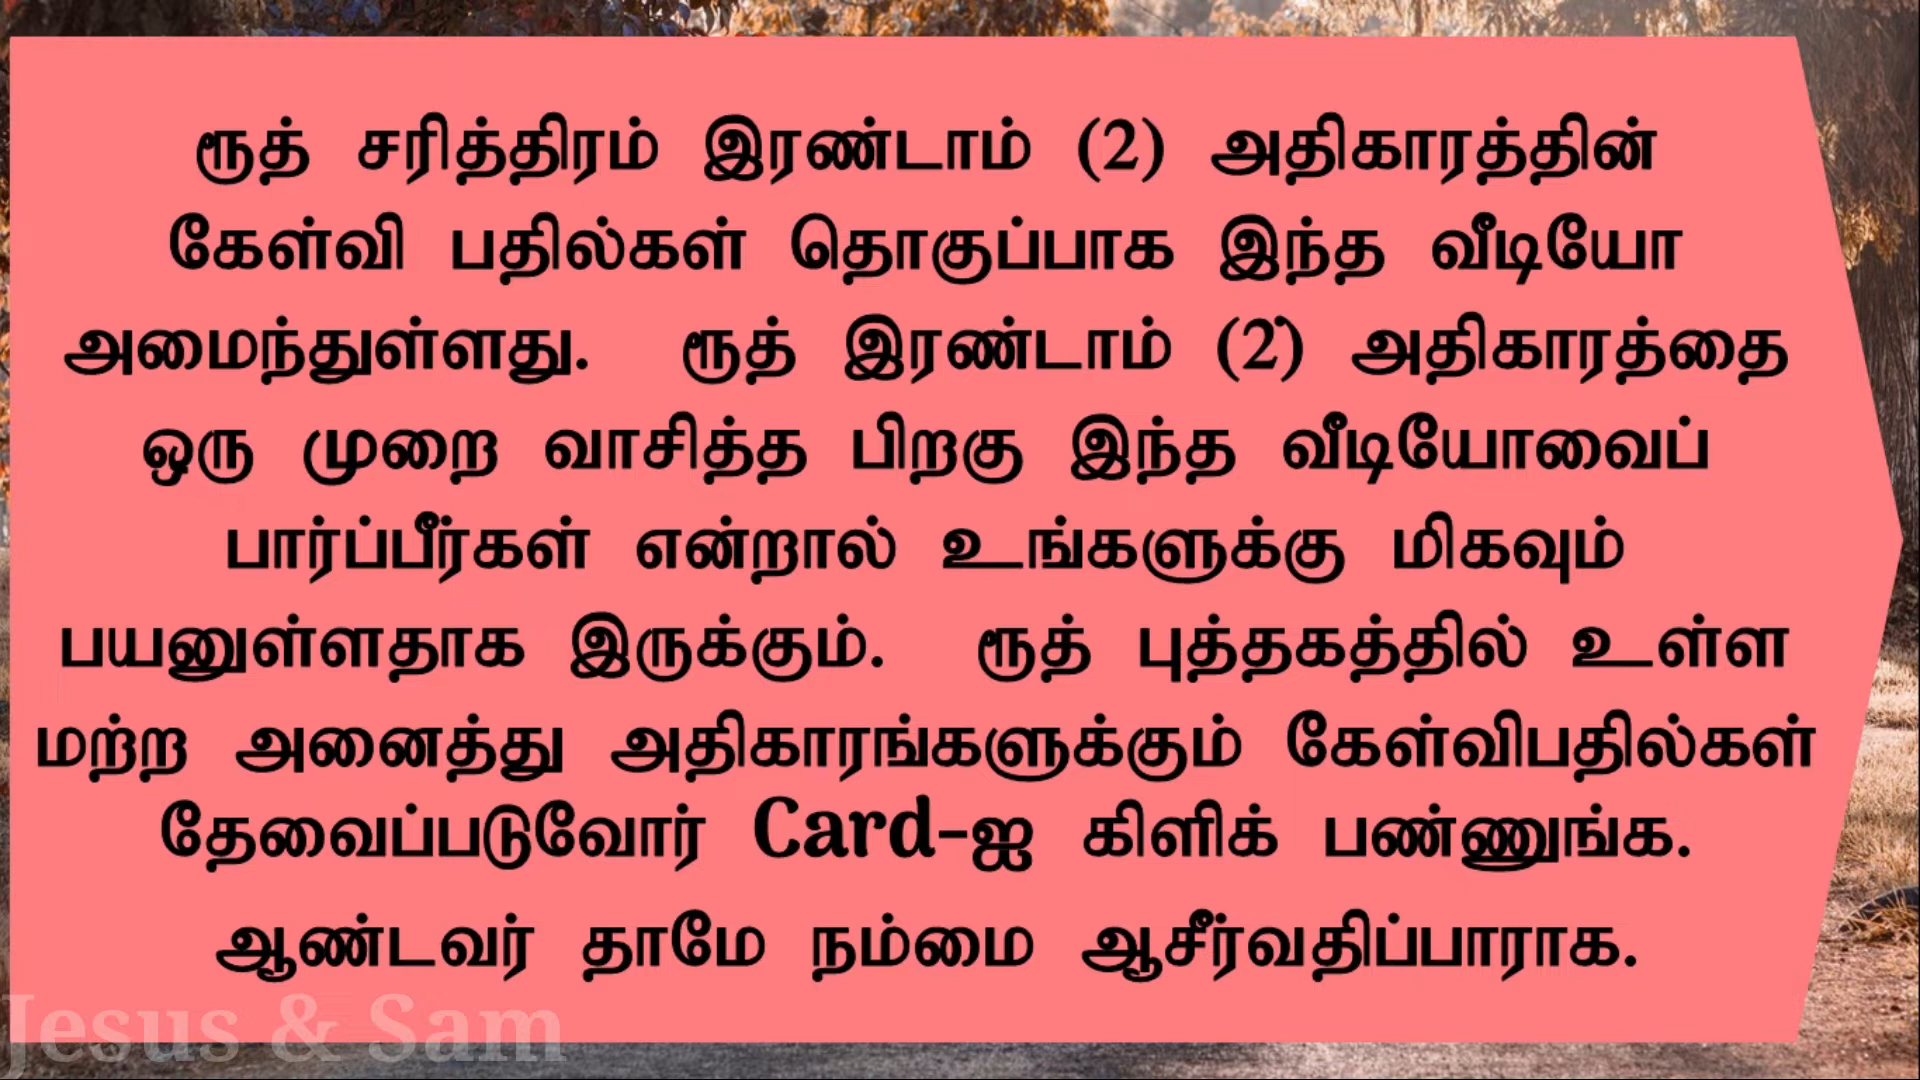 ரூத் சரித்திரம் இரண்டாம் (2) அதிகாரத்தின்
கேள்வி பதில்கள் தொகுப்பாக இந்த வீடியோ
அமைந்துள்ளது. ரூத் இரண்டாம் (2) அதிகாரத்தை
ஒரு முறை வாசித்த பிறகு இந்த வீடியோவைப்
பார்ப்பீர்கள் என்றால் உங்களுக்கு மிகவும்
பயனுள்ளதாக இருக்கும். ரூத் புத்தகத்தில் உள்ள
மற்ற அனைத்து அதிகாரங்களுக்கும் கேள்விபதில்கள்
தேவைப்படுவோர் Card-ஐ கிளிக் பண்ணுங்க.
ஆண்டவர் தாமே நம்மை ஆசீர்வதிப்பாராக.
Jesus & Sam